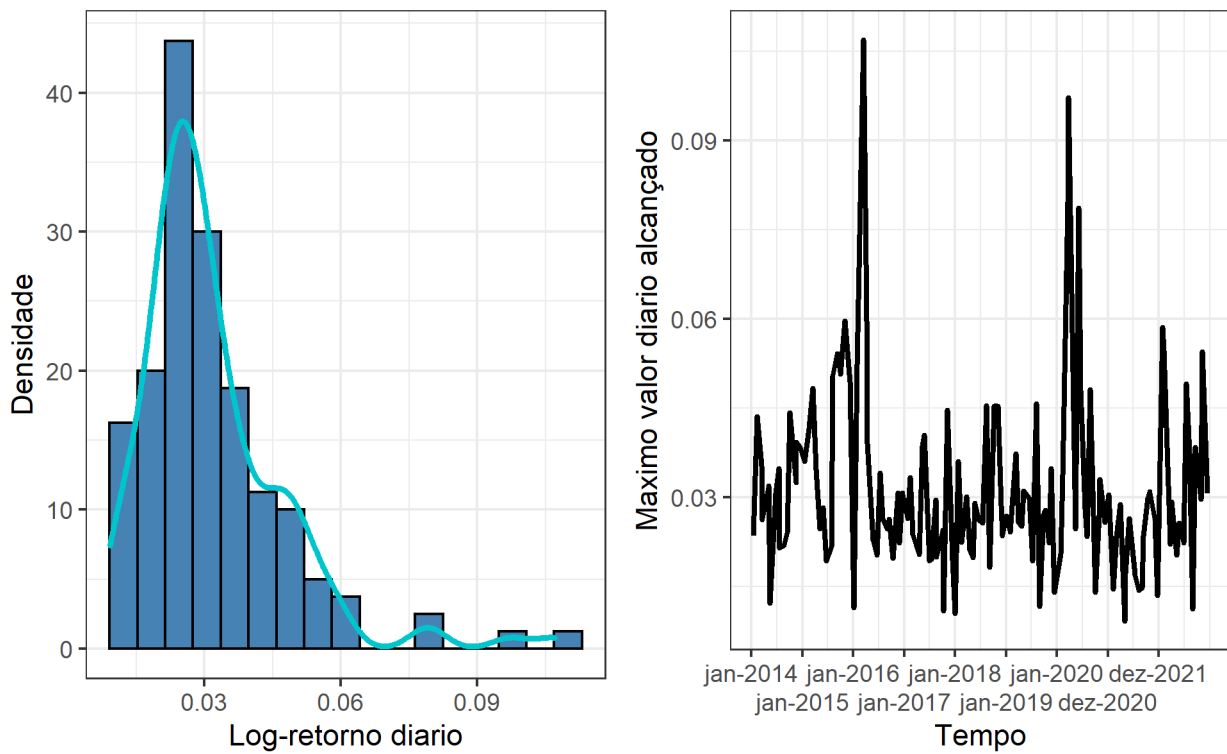 Densidade
40
30
20
10
0
0.03
0.06
0.09
Log-retorno diario
Maximo valor diario alcançado
0.09
0.06
0.03
jan-2014
jan-2016
jan-2018
jan-2020
dez-2021
jan-2015
jan-2017
jan-2019
dez-2020
Tempo